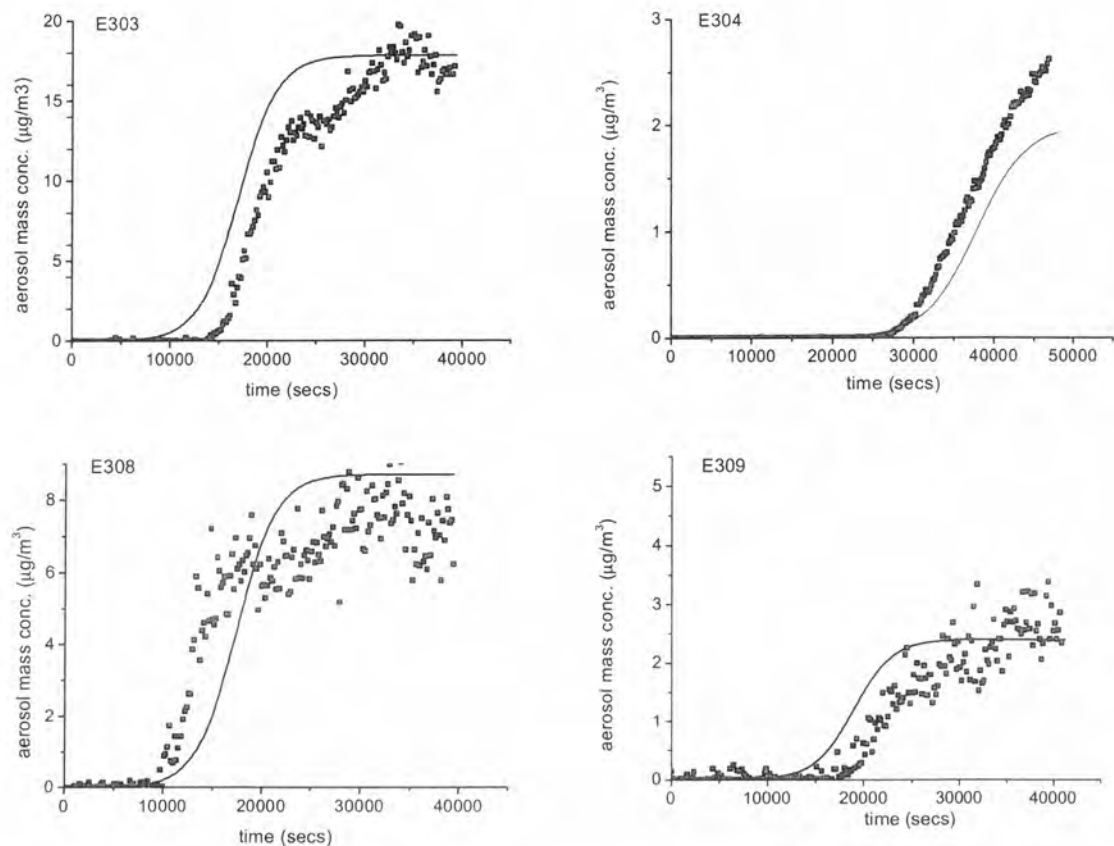 E303
aerosol mass conc. (µg/m3)
20
15
10
5
0
0 10000 20000 30000 40000
time (secs)
E304
aerosol mass conc. (µg/m³)
3
2
1
0
0 10000 20000 30000 40000 50000
time (secs)
E308
aerosol mass conc. (µg/m³)
8
6
4
2
0
0 10000 20000 30000 40000
time (secs)
E309
aerosol mass conc. (µg/m³)
5
4
3
2
1
0
0 10000 20000 30000 40000
time (secs)